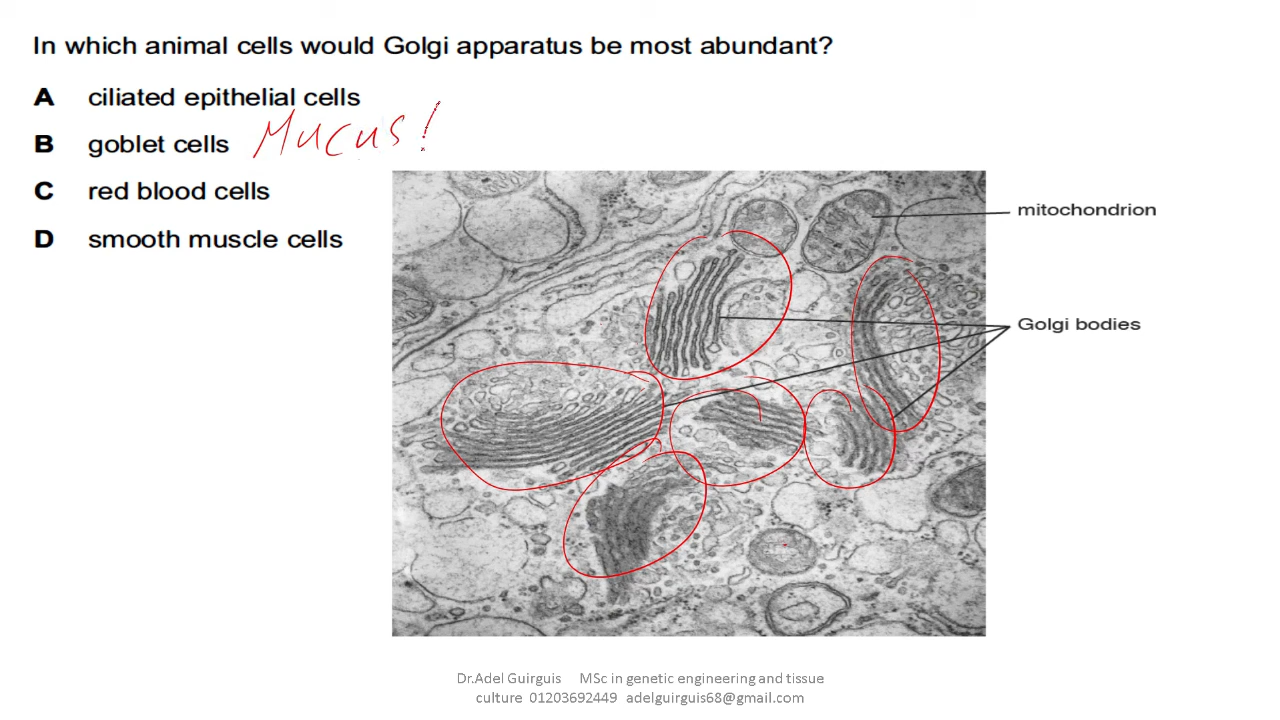 In which animal cells would Golgi apparatus be most abundant?
A ciliated epithelial cells
B goblet cells Mucus!
C red blood cells
D smooth muscle cells
mitochondrion
Golgi bodies
Dr.Adel Guirguis MSc in genetic engineering and tissue
culture 01203692449 adelguirguis68@gmail.com